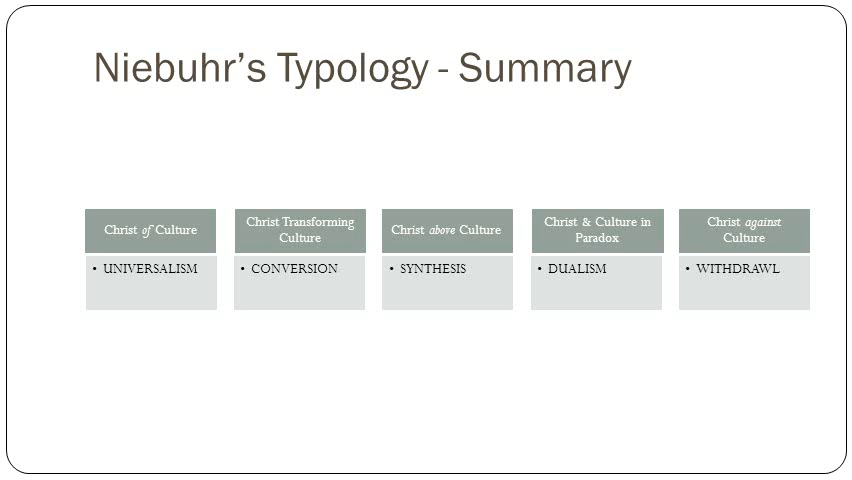 Niebuhr’s Typology - Summary
Christ of Culture
Christ Transforming
Culture
Christ above Culture
Christ & Culture in
Paradox
Christ against
Culture
• UNIVERSALISM
• CONVERSION
• SYNTHESIS
• DUALISM
• WITHDRAWL